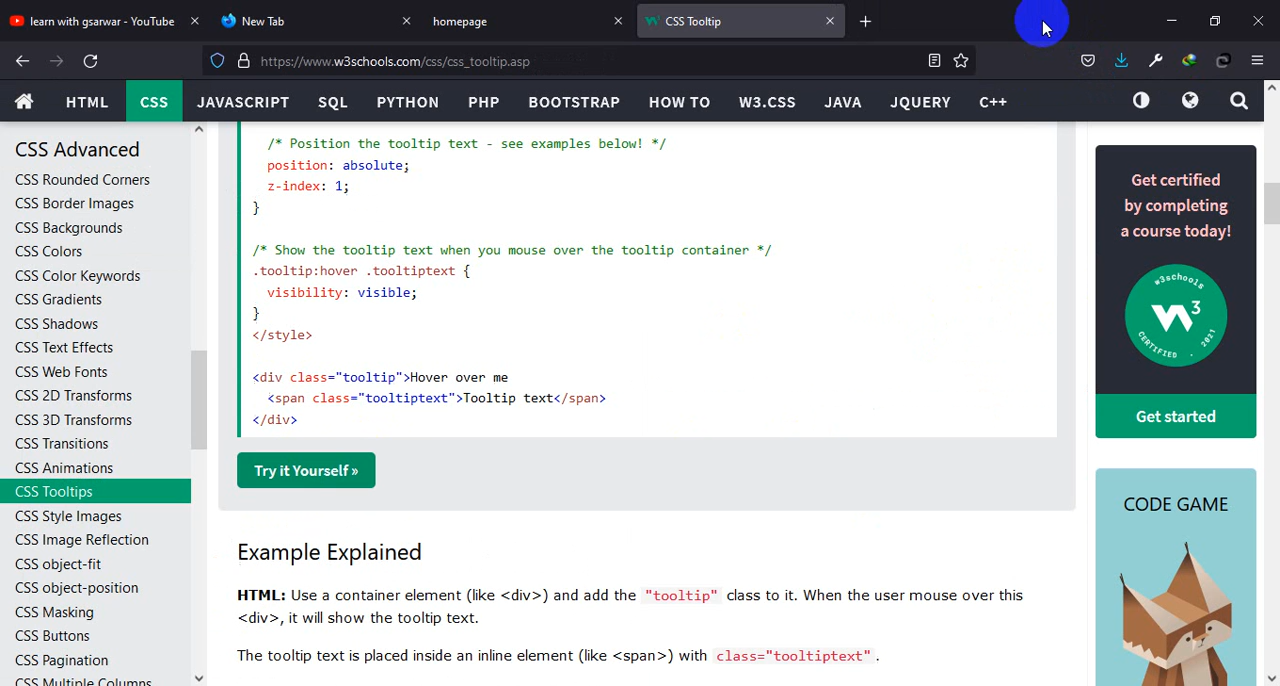 learn with gsarwar - YouTube
New Tab
homepage
CSS Tooltip
https://www.w3schools.com/css/css_tooltip.asp
HTML CSS JAVASCRIPT SQL PYTHON PHP BOOTSTRAP HOW TO W3.CSS JAVA JQUERY C++
CSS Advanced
CSS Rounded Corners
CSS Border Images
CSS Backgrounds
CSS Colors
CSS Color Keywords
CSS Gradients
CSS Shadows
CSS Text Effects
CSS Web Fonts
CSS 2D Transforms
CSS 3D Transforms
CSS Transitions
CSS Animations
CSS Tooltips
CSS Style Images
CSS Image Reflection
CSS object-fit
CSS object-position
CSS Masking
CSS Buttons
CSS Pagination
CSS Multiple Columns
/* Position the tooltip text - see examples below! */
position: absolute;
z-index: 1;
}
/* Show the tooltip text when you mouse over the tooltip container */
.tooltip:hover .tooltiptext {
visibility: visible;
}
</style>
<div class="tooltip">Hover over me
<span class="tooltiptext">Tooltip text</span>
</div>
Try it Yourself »
Example Explained
HTML: Use a container element (like <div>) and add the "tooltip" class to it. When the user mouse over this
<div>, it will show the tooltip text.
The tooltip text is placed inside an inline element (like <span>) with class="tooltiptext".
Get certified
by completing
a course today!
w3schools
W3
CERTIFIED . 2021
Get started
CODE GAME